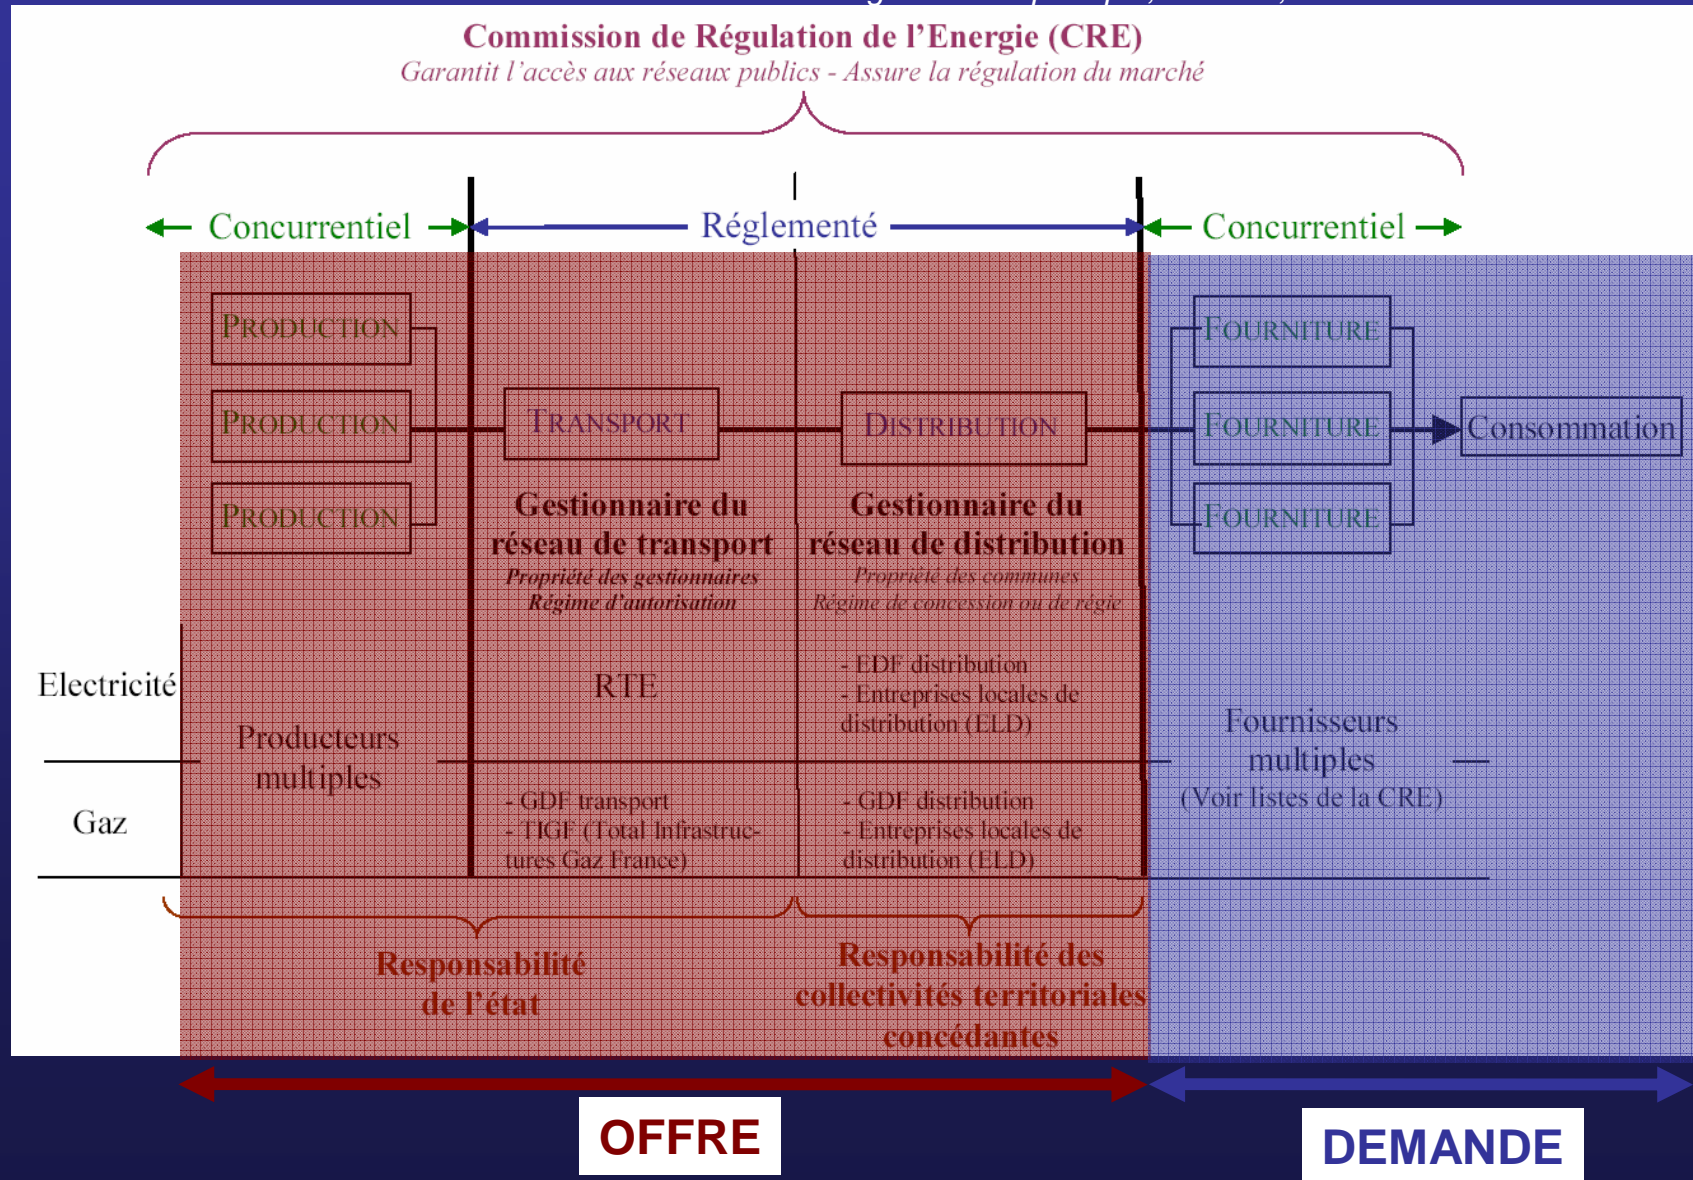 Commission de Régulation de l’Energie (CRE)
Garantit l’accès aux réseaux publics - Assure la régulation du marché
Concurrentiel
Réglementé
Concurrentiel
PRODUCTION
PRODUCTION
PRODUCTION
TRANSPORT
DISTRIBUTION
FOURNITURE
FOURNITURE
FOURNITURE
Consommation
Gestionnaire du
réseau de transport
Propriété des gestionnaires
Régime d’autorisation
Gestionnaire du
réseau de distribution
Propriété des communes
Régime de concession ou de régie
Electricité
Gaz
Producteurs
multiples
RTE
- EDF distribution
- Entreprises locales de
distribution (ELD)
- GDF transport
- TIGF (Total Infrastruc-
tures Gaz France)
- GDF distribution
- Entreprises locales de
distribution (ELD)
Fournisseurs
multiples
(Voir listes de la CRE)
Responsabilité
de l’état
Responsabilité des
collectivités territoriales
concédantes
OFFRE
DEMANDE